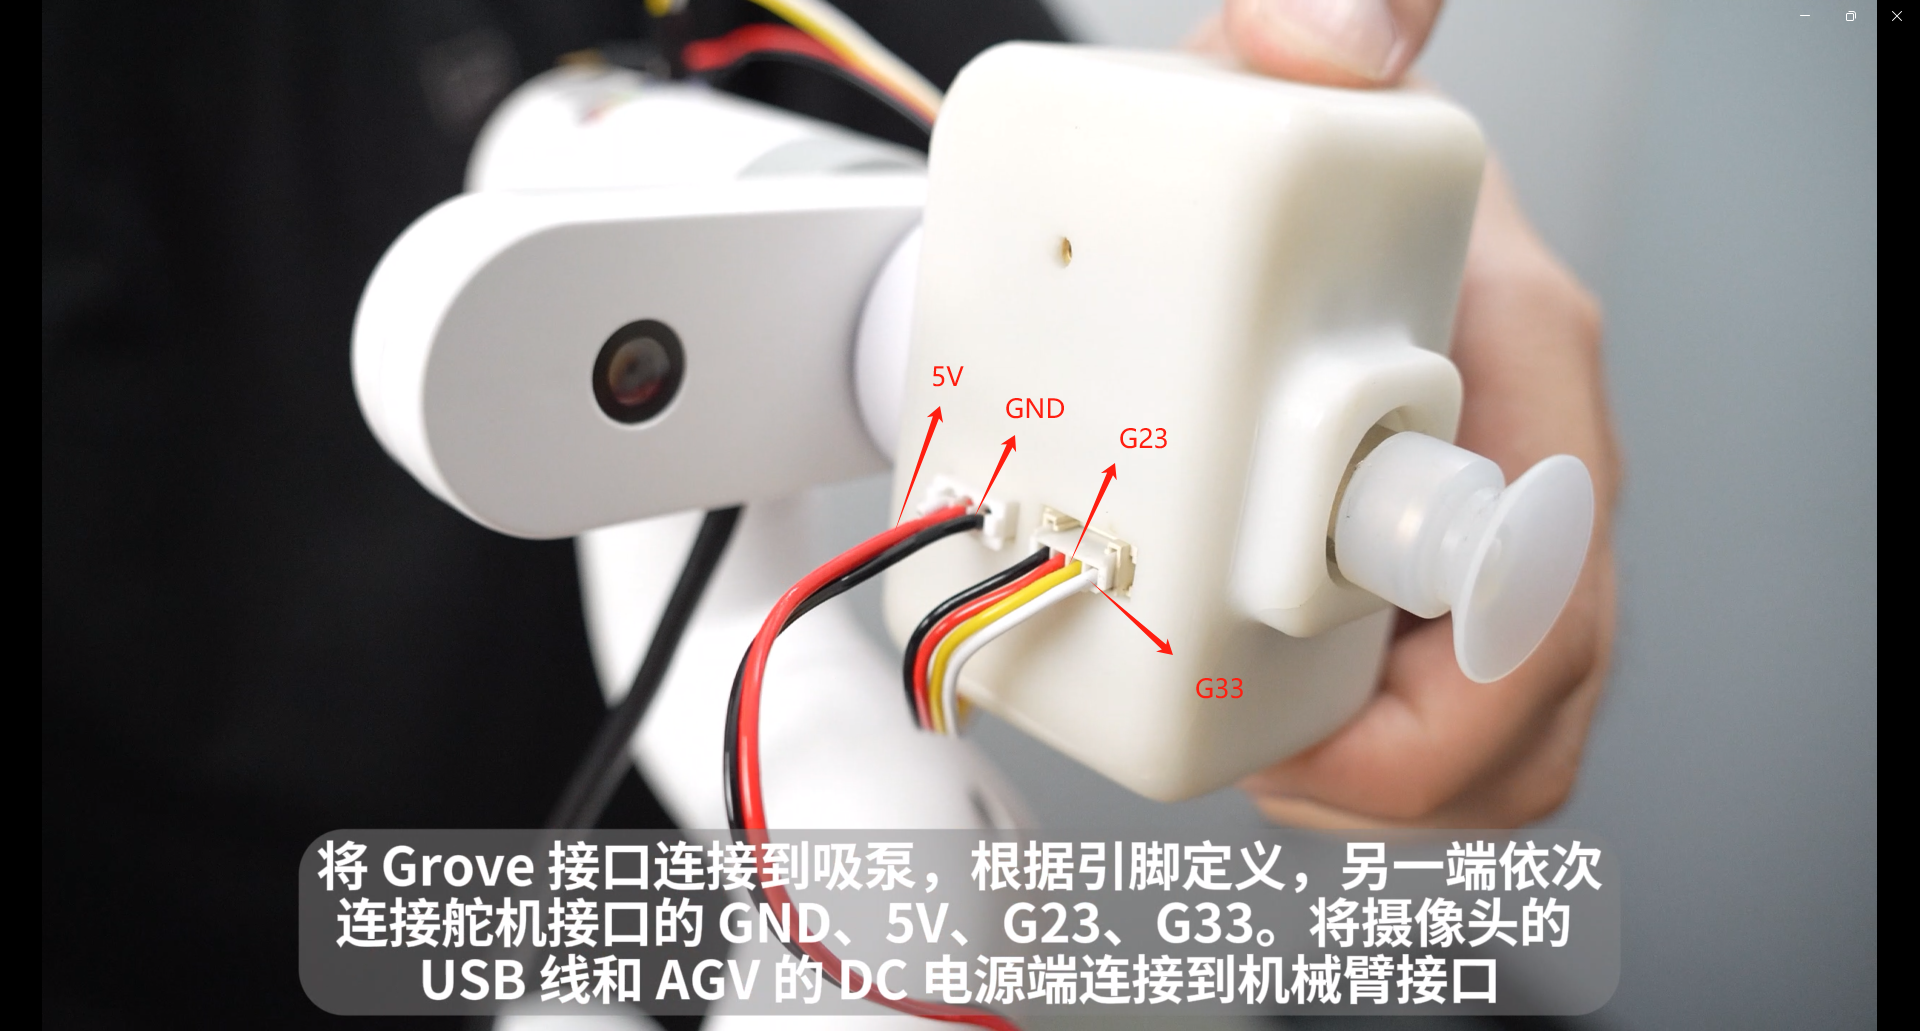 5V
GND
G23
G33
将 Grove 接口连接到吸泵，根据引脚定义，另一端依次
连接舵机接口的 GND、5V、G23、G33。将摄像头的
USB 线和 AGV 的 DC 电源端连接到机械臂接口